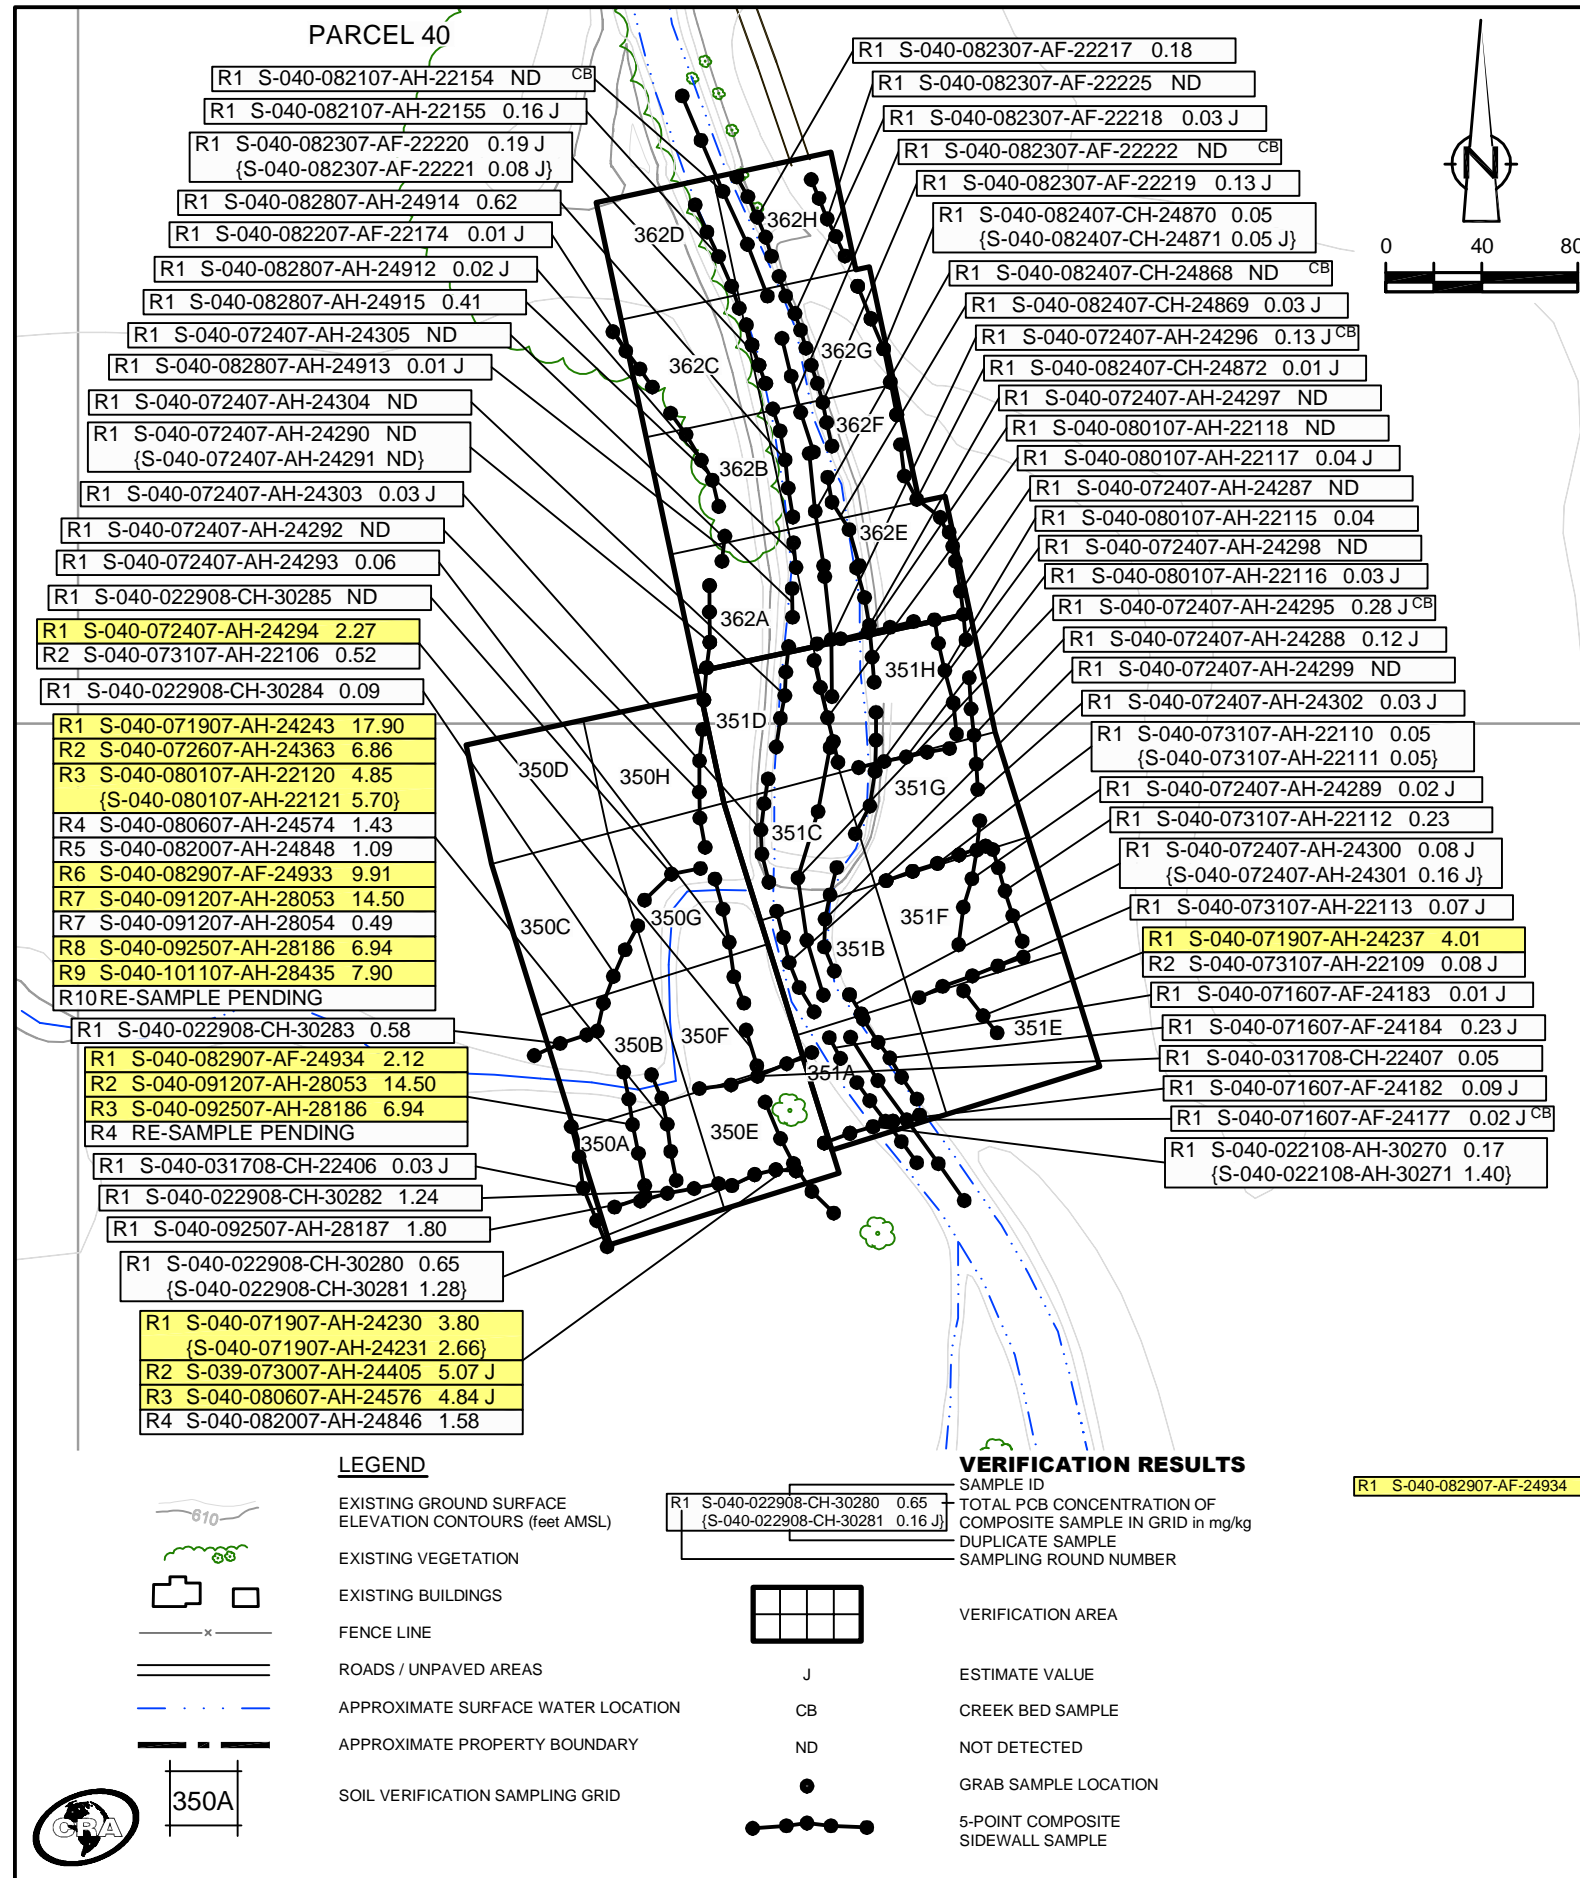 PARCEL 40
R1 S-040-082107-AH-22154 ND CB
R1 S-040-082107-AH-22155 0.16 J
R1 S-040-082307-AF-22220 0.19 J
{S-040-082307-AF-22221 0.08 J}
R1 S-040-082807-AH-24914 0.62
R1 S-040-082207-AF-22174 0.01 J
R1 S-040-082807-AH-24912 0.02 J
R1 S-040-082807-AH-24915 0.41
R1 S-040-072407-AH-24305 ND
R1 S-040-082807-AH-24913 0.01 J
R1 S-040-072407-AH-24304 ND
R1 S-040-072407-AH-24290 ND
{S-040-072407-AH-24291 ND}
R1 S-040-072407-AH-24303 0.03 J
R1 S-040-072407-AH-24292 ND
R1 S-040-072407-AH-24293 0.06
R1 S-040-022908-CH-30285 ND
R1 S-040-072407-AH-24294 2.27
R2 S-040-073107-AH-22106 0.52
R1 S-040-022908-CH-30284 0.09
R1 S-040-071907-AH-24243 17.90
R2 S-040-072607-AH-24363 6.86
R3 S-040-080107-AH-22120 4.85
{S-040-080107-AH-22121 5.70}
R4 S-040-080607-AH-24574 1.43
R5 S-040-082007-AH-24848 1.09
R6 S-040-082907-AF-24933 9.91
R7 S-040-091207-AH-28053 14.50
R7 S-040-091207-AH-28054 0.49
R8 S-040-092507-AH-28186 6.94
R9 S-040-101107-AH-28435 7.90
R10 RE-SAMPLE PENDING
R1 S-040-022908-CH-30283 0.58
R1 S-040-082907-AF-24934 2.12
R2 S-040-091207-AH-28053 14.50
R3 S-040-092507-AH-28186 6.94
R4 RE-SAMPLE PENDING
R1 S-040-031708-CH-22406 0.03 J
R1 S-040-022908-CH-30282 1.24
R1 S-040-092507-AH-28187 1.80
R1 S-040-022908-CH-30280 0.65
{S-040-022908-CH-30281 1.28}
R1 S-040-071907-AH-24230 3.80
{S-040-071907-AH-24231 2.66}
R2 S-039-073007-AH-24405 5.07 J
R3 S-040-080607-AH-24576 4.84 J
R4 S-040-082007-AH-24846 1.58
R1 S-040-082307-AF-22217 0.18
R1 S-040-082307-AF-22225 ND
R1 S-040-082307-AF-22218 0.03 J
R1 S-040-082307-AF-22222 ND CB
R1 S-040-082307-AF-22219 0.13 J
R1 S-040-082407-CH-24870 0.05
{S-040-082407-CH-24871 0.05 J}
R1 S-040-082407-CH-24868 ND CB
R1 S-040-082407-CH-24869 0.03 J
R1 S-040-072407-AH-24296 0.13 J CB
R1 S-040-082407-CH-24872 0.01 J
R1 S-040-072407-AH-24297 ND
R1 S-040-080107-AH-22118 ND
R1 S-040-080107-AH-22117 0.04 J
R1 S-040-072407-AH-24287 ND
R1 S-040-080107-AH-22115 0.04
R1 S-040-072407-AH-24298 ND
R1 S-040-080107-AH-22116 0.03 J
R1 S-040-072407-AH-24295 0.28 J CB
R1 S-040-072407-AH-24288 0.12 J
R1 S-040-072407-AH-24299 ND
R1 S-040-072407-AH-24302 0.03 J
R1 S-040-073107-AH-22110 0.05
{S-040-073107-AH-22111 0.05}
R1 S-040-072407-AH-24289 0.02 J
R1 S-040-073107-AH-22112 0.23
R1 S-040-072407-AH-24300 0.08 J
{S-040-072407-AH-24301 0.16 J}
R1 S-040-073107-AH-22113 0.07 J
R1 S-040-071907-AH-24237 4.01
R2 S-040-073107-AH-22109 0.08 J
R1 S-040-071607-AF-24183 0.01 J
R1 S-040-071607-AF-24184 0.23 J
R1 S-040-031708-CH-22407 0.05
R1 S-040-071607-AF-24182 0.09 J
R1 S-040-071607-AF-24177 0.02 J CB
R1 S-040-022108-AH-30270 0.17
{S-040-022108-AH-30271 1.40}
N
0 40 80
362D
362H
362C
362G
362B
362F
362E
362A
351H
351D
350D
350H
351G
351C
350C
350G
351F
351B
350B
350F
351E
351A
350A
350E
LEGEND
610
EXISTING GROUND SURFACE
ELEVATION CONTOURS (feet AMSL)
EXISTING VEGETATION
EXISTING BUILDINGS
x
FENCE LINE
ROADS / UNPAVED AREAS
APPROXIMATE SURFACE WATER LOCATION
APPROXIMATE PROPERTY BOUNDARY
350A
SOIL VERIFICATION SAMPLING GRID
CRA
VERIFICATION RESULTS
R1 S-040-022908-CH-30280 0.65
{S-040-022908-CH-30281 0.16 J}
SAMPLE ID
TOTAL PCB CONCENTRATION OF
COMPOSITE SAMPLE IN GRID in mg/kg
DUPLICATE SAMPLE
SAMPLING ROUND NUMBER
VERIFICATION AREA
J
ESTIMATE VALUE
CB
CREEK BED SAMPLE
ND
NOT DETECTED
GRAB SAMPLE LOCATION
5-POINT COMPOSITE
SIDEWALL SAMPLE
R1 S-040-082907-AF-24934